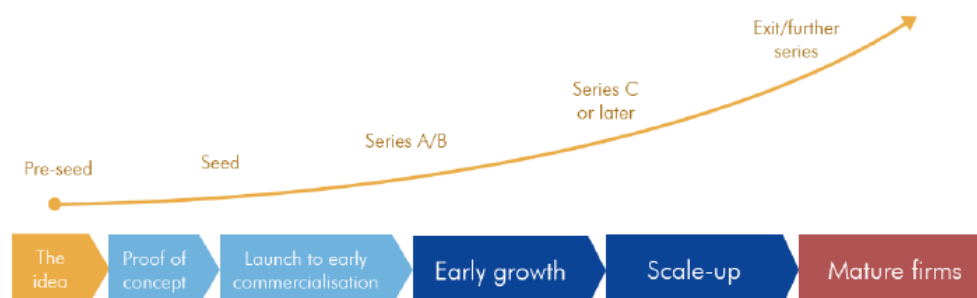 Exit/further
series
Series C
or later
Series A/B
Seed
Pre-seed
The
idea
Proof of
concept
Launch to early
commercialisation
Early growth
Scale-up
Mature firms